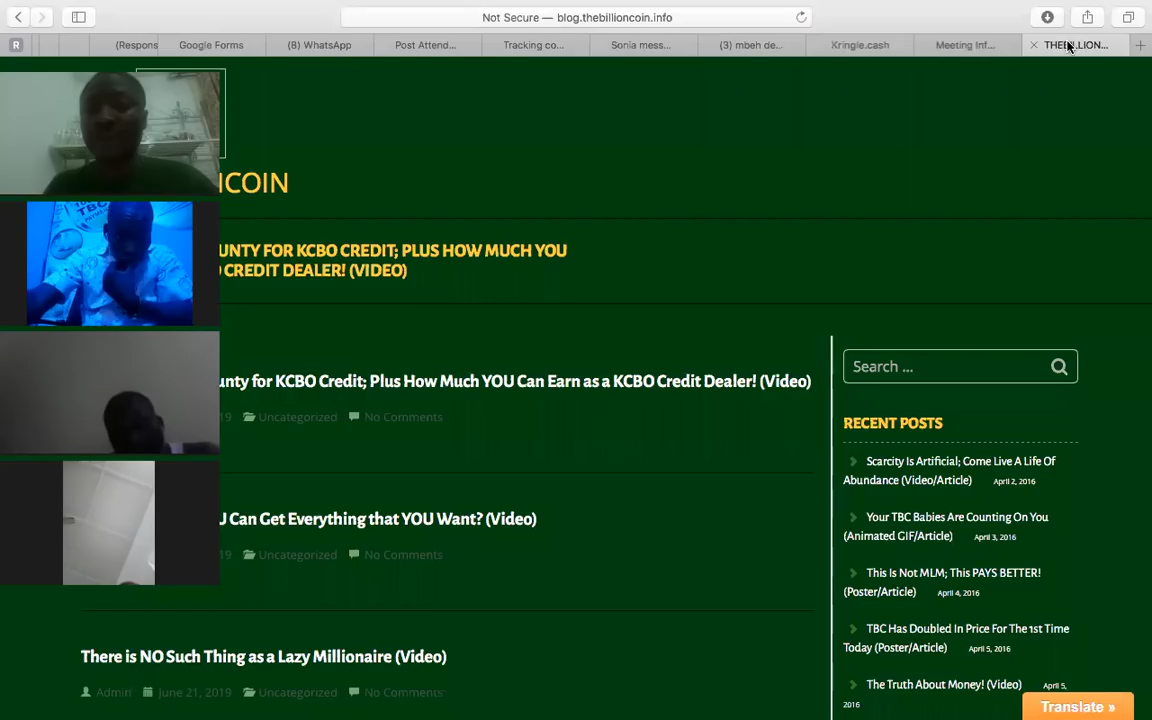 Not Secure — blog.thebillioncoin.info
R
(Respons
Google Forms
(8) WhatsApp
Post Attend...
Tracking co...
Sonia mess...
(3) mbeh de...
Kringle.cash
Meeting Inf...
ICOIN
UNTY FOR KCBO CREDIT; PLUS HOW MUCH YOU
CREDIT DEALER! (VIDEO)
unty for KCBO Credit; Plus How Much YOU Can Earn as a KCBO Credit Dealer! (Video)
19 Uncategorized No Comments
U Can Get Everything that YOU Want? (Video)
19 Uncategorized No Comments
There is NO Such Thing as a Lazy Millionaire (Video)
Admin June 21, 2019 Uncategorized No Comments
Search ...
RECENT POSTS
Scarcity Is Artificial; Come Live A Life Of
Abundance (Video/Article) April 2, 2016
Your TBC Babies Are Counting On You
(Animated GIF/Article) April 3, 2016
This Is Not MLM; This PAYS BETTER!
(Poster/Article) April 4, 2016
TBC Has Doubled In Price For The 1st Time
Today (Poster/Article) April 5, 2016
The Truth About Money! (Video) April 5,
2016
Translate »